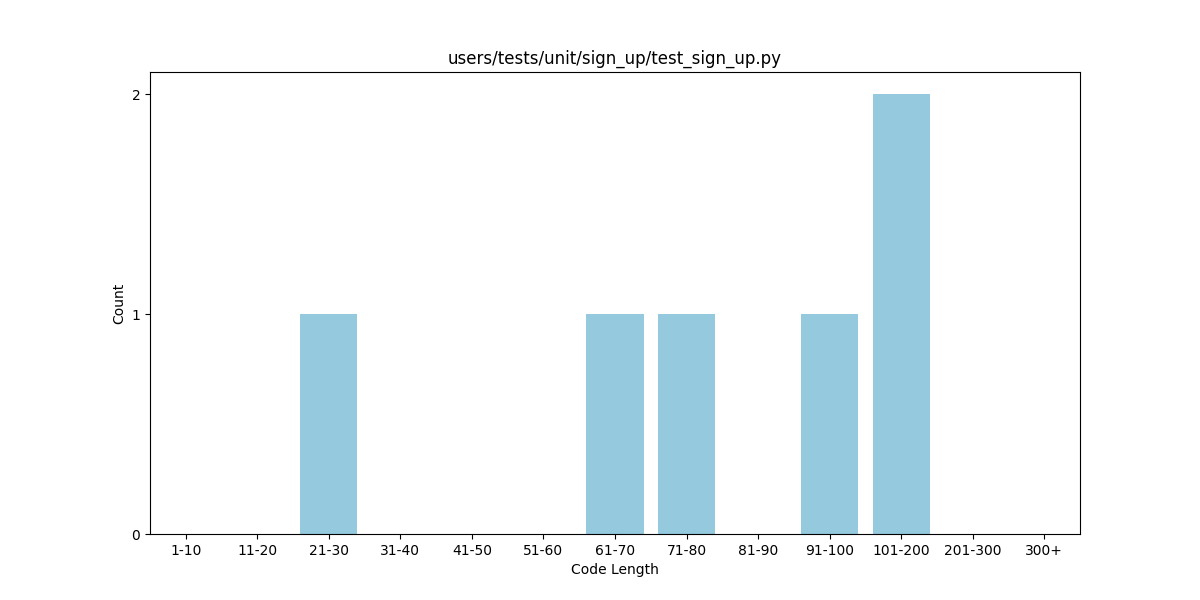 users/tests/unit/sign_up/test_sign_up.py
2
1
0
Count
1-10 11-20 21-30 31-40 41-50 51-60 61-70 71-80 81-90 91-100 101-200 201-300 300+
Code Length